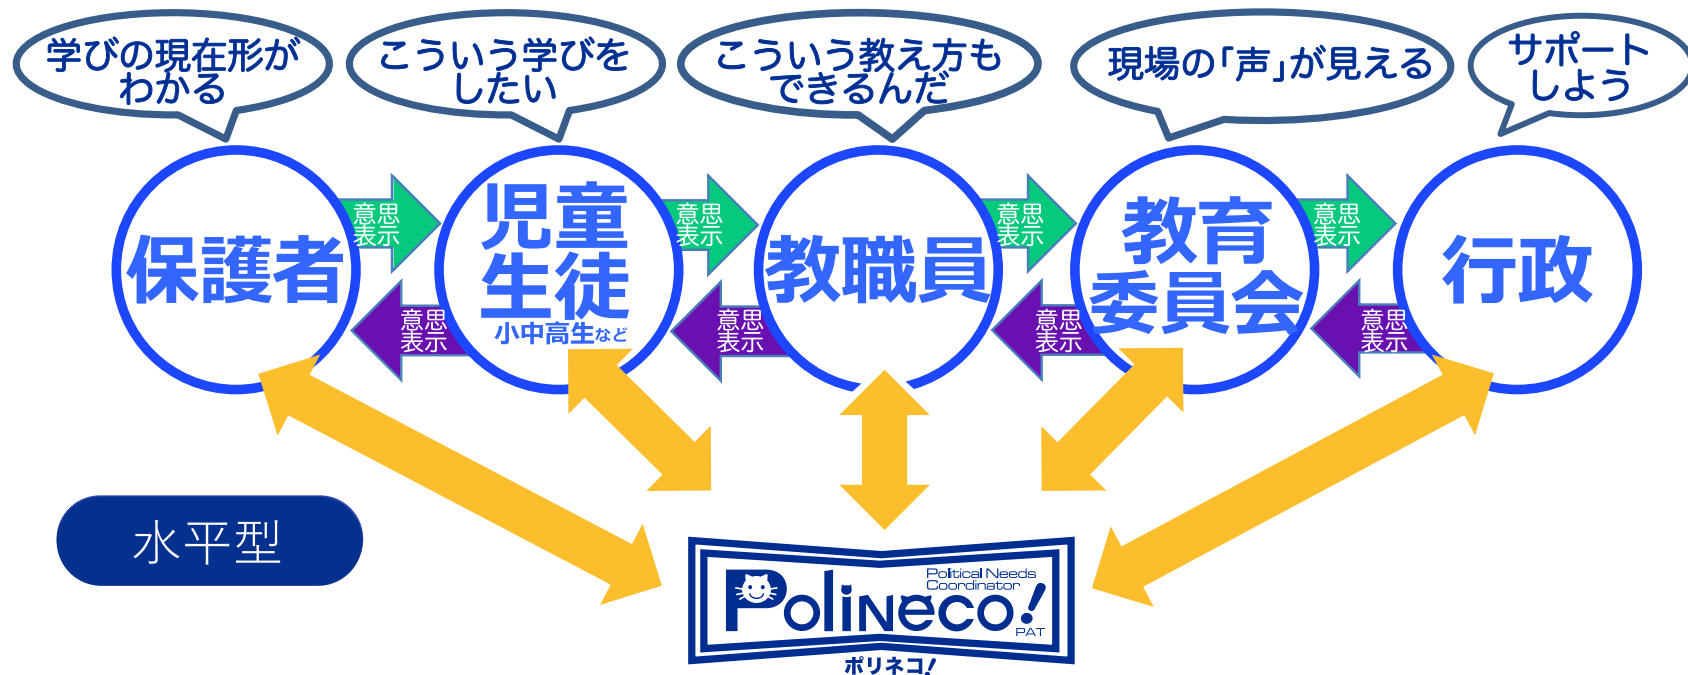 学びの現在形が
わかる
こういう学びを
したい
こういう教え方も
できるんだ
現場の「声」が見える
サポート
しよう
保護者
意思
表示
意思
表示
児童
生徒
小中高生など
意思
表示
意思
表示
教職員
意思
表示
意思
表示
教育
委員会
意思
表示
意思
表示
行政
水平型
Political Needs
Coordinator
PoliNeco!
PAT
ポリネコ!